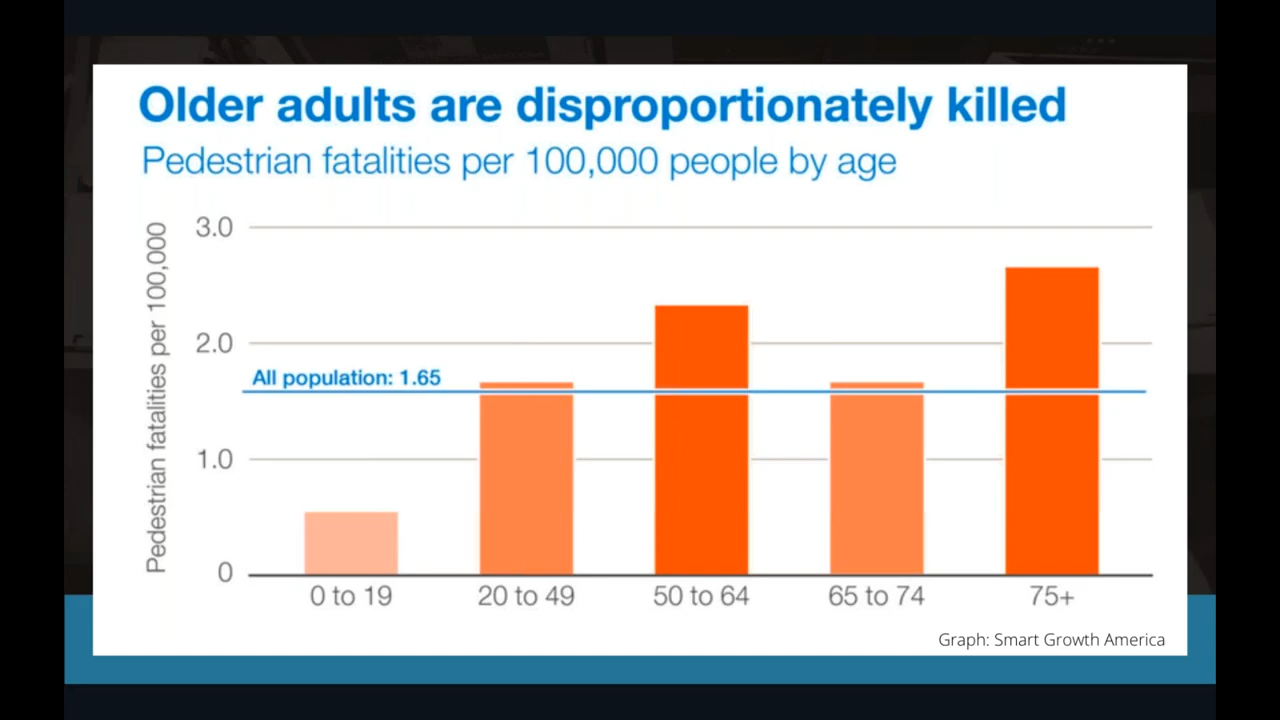 Older adults are disproportionately killed
Pedestrian fatalities per 100,000 people by age
Pedestrian fatalities per 100,000
3.0
2.0
All population: 1.65
1.0
0
0 to 19
20 to 49
50 to 64
65 to 74
75+
Graph: Smart Growth America